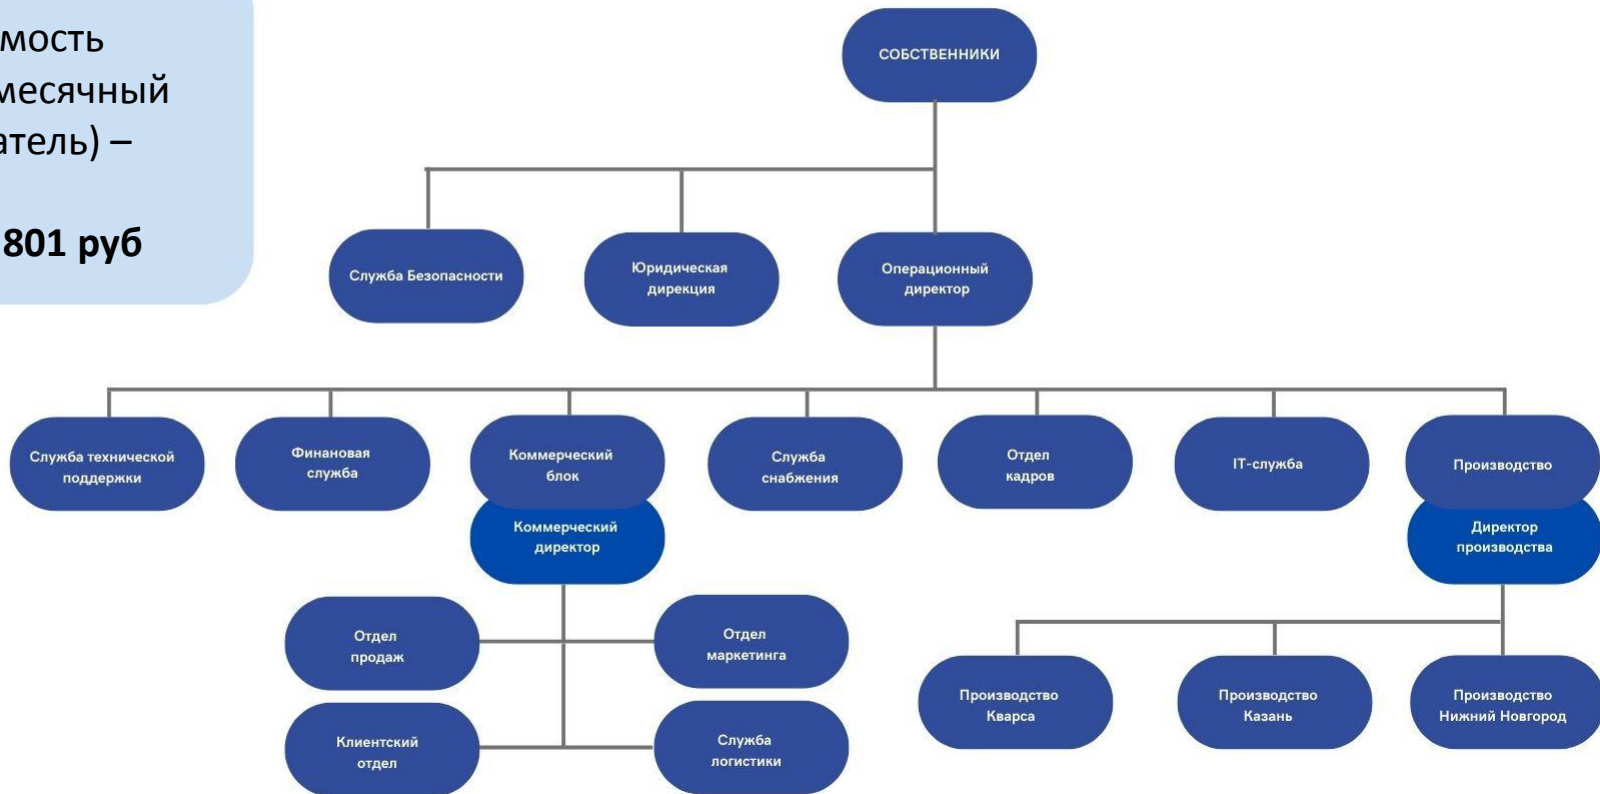 мость
месячный
атель) –
801 руб
СОБСТВЕННИКИ
Служба Безопасности
Юридическая
дирекция
Операционный
директор
Служба технической
поддержки
Финановая
служба
Коммерческий
блок
Служба
снабжения
Отдел
кадров
IT-служба
Производство
Коммерческий
директор
Директор
производства
Отдел
продаж
Отдел
маркетинга
Клиентский
отдел
Служба
логистики
Производство
Кварса
Производство
Казань
Производство
Нижний Новгород